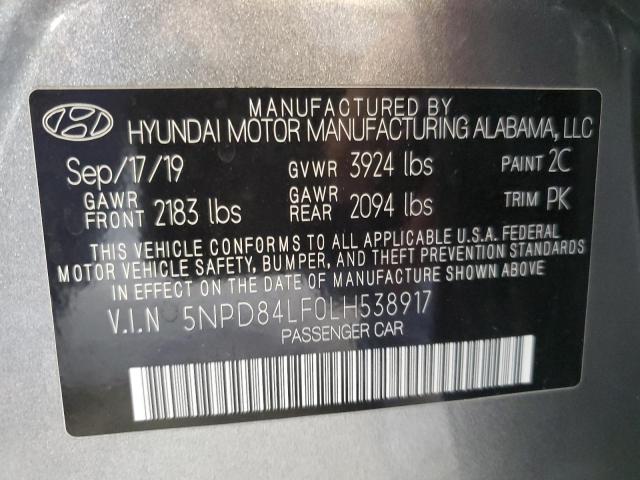 MANUFACTURED BY
HYUNDAI MOTOR MANUFACTURING ALABAMA, LLC
Sep/17/19 GVWR 3924 lbs PAINT 2C
GAWR FRONT 2183 lbs GAWR REAR 2094 lbs TRIM PK
THIS VEHICLE CONFORMS TO ALL APPLICABLE U.S.A. FEDERAL
MOTOR VEHICLE SAFETY, BUMPER, AND THEFT PREVENTION STANDARDS
IN EFFECT ON THE DATE OF MANUFACTURE SHOWN ABOVE.
V.I.N 5NPD84LF0LH538917
PASSENGER CAR